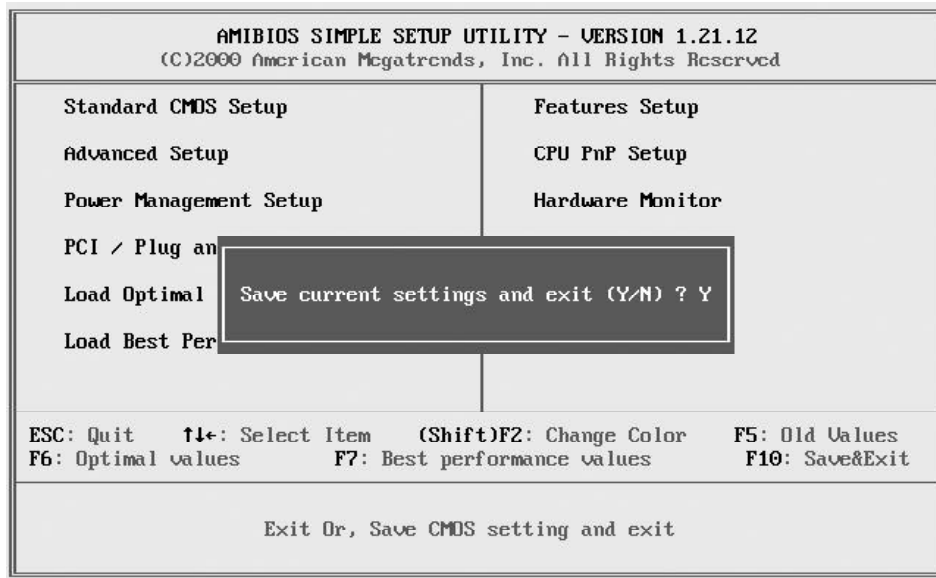 AMIBIOS SIMPLE SETUP UTILITY – VERSION 1.21.12
(C)2000 American Megatrends, Inc. All Rights Reserved
Standard CMOS Setup
Advanced Setup
Power Management Setup
PCI / Plug an
Load Optimal
Load Best Per
Features Setup
CPU PnP Setup
Hardware Monitor
Save current settings and exit (Y/N) ? Y
ESC: Quit ↑↓←: Select Item (Shift)F2: Change Color F5: Old Values
F6: Optimal values F7: Best performance values F10: Save&Exit
Exit Or, Save CMOS setting and exit